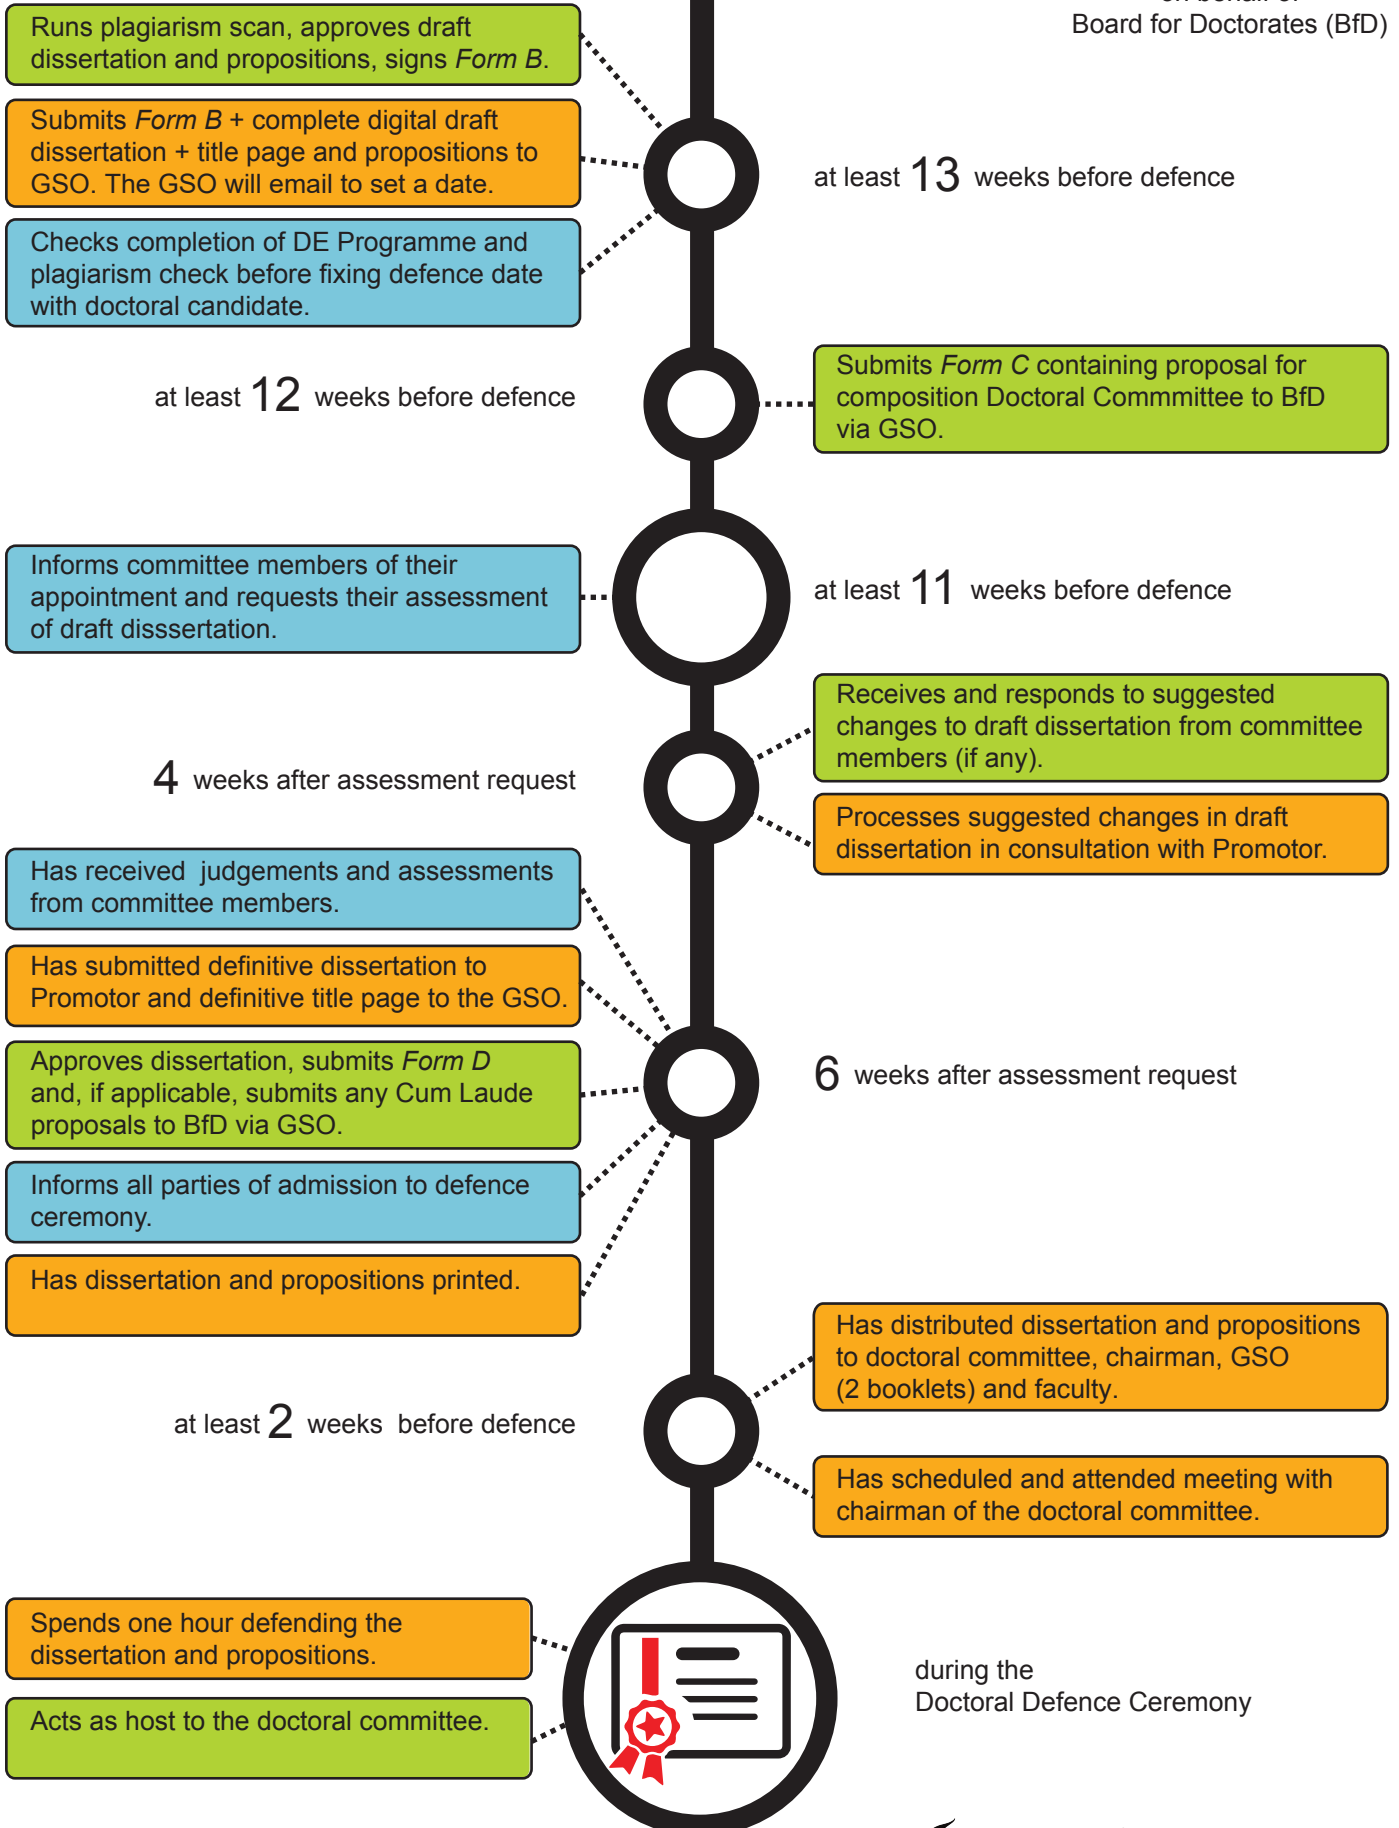 on behalf of
Board for Doctorates (BfD)
Runs plagiarism scan, approves draft
dissertation and propositions, signs Form B.
Submits Form B + complete digital draft
dissertation + title page and propositions to
GSO. The GSO will email to set a date.
at least 13 weeks before defence
Checks completion of DE Programme and
plagiarism check before fixing defence date
with doctoral candidate.
at least 12 weeks before defence
Submits Form C containing proposal for
composition Doctoral Commmittee to BfD
via GSO.
Informs committee members of their
appointment and requests their assessment
of draft disssertation.
at least 11 weeks before defence
4 weeks after assessment request
Receives and responds to suggested
changes to draft dissertation from committee
members (if any).
Processes suggested changes in draft
dissertation in consultation with Promotor.
Has received judgements and assessments
from committee members.
Has submitted definitive dissertation to
Promotor and definitive title page to the GSO.
Approves dissertation, submits Form D
and, if applicable, submits any Cum Laude
proposals to BfD via GSO.
6 weeks after assessment request
Informs all parties of admission to defence
ceremony.
Has dissertation and propositions printed.
at least 2 weeks before defence
Has distributed dissertation and propositions
to doctoral committee, chairman, GSO
(2 booklets) and faculty.
Has scheduled and attended meeting with
chairman of the doctoral committee.
Spends one hour defending the
dissertation and propositions.
Acts as host to the doctoral committee.
during the
Doctoral Defence Ceremony